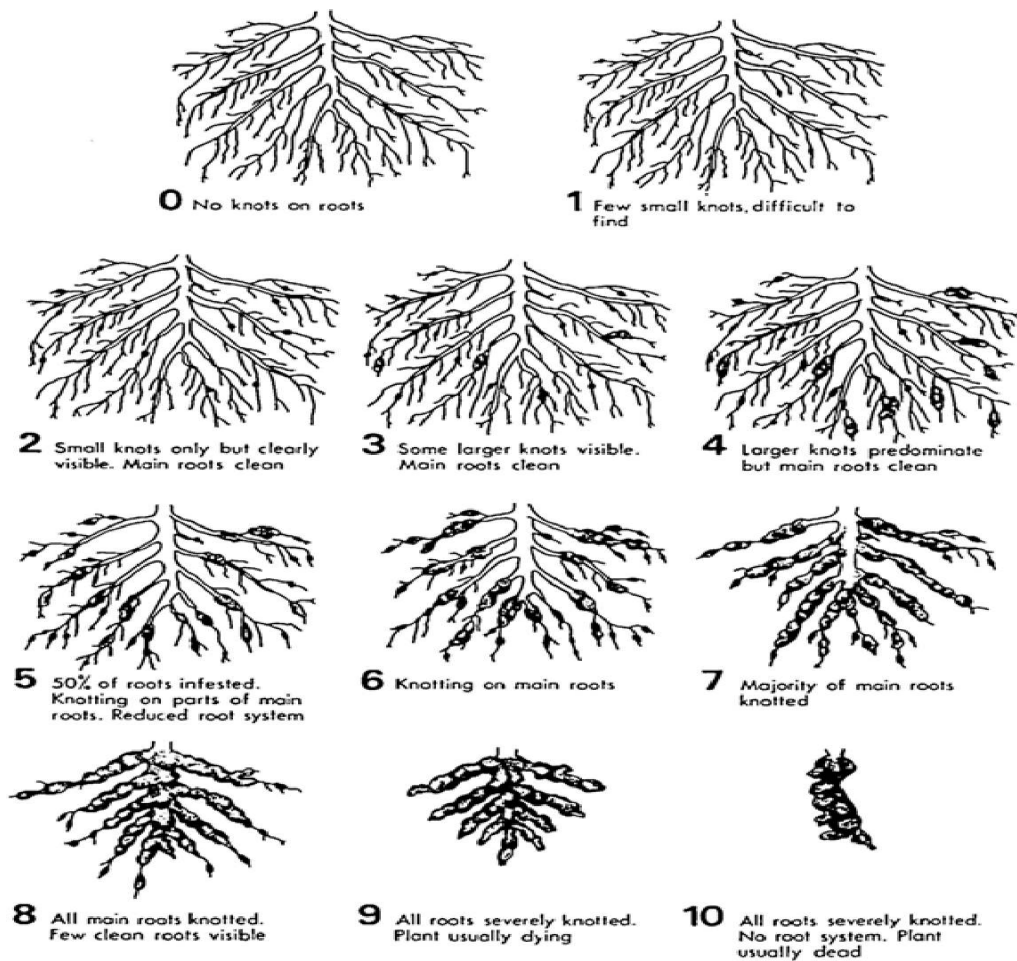 0 No knots on roots
1 Few small knots, difficult to
find
2 Small knots only but clearly
visible. Main roots clean
3 Some larger knots visible.
Main roots clean
4 Larger knots predominate
but main roots clean
5 50% of roots infested.
Knotting on parts of main
roots. Reduced root system
6 Knotting on main roots
7 Majority of main roots
knotted
8 All main roots knotted.
Few clean roots visible
9 All roots severely knotted.
Plant usually dying
10 All roots severely knotted.
No root system. Plant
usually dead